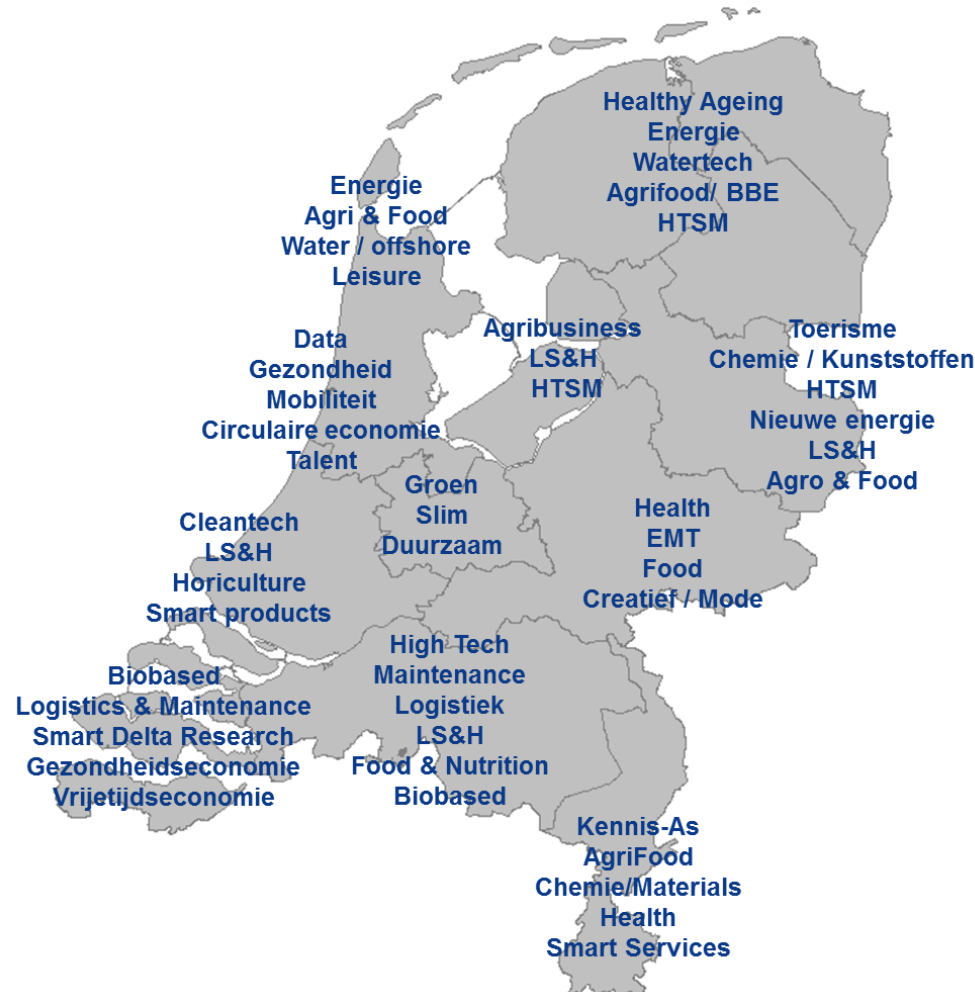 Healthy Ageing
Energie
Watertech
Agrifood/ BBE
HTSM
Energie
Agri & Food
Water / offshore
Leisure
Data
Gezondheid
Mobiliteit
Circulaire economie
Talent
Agribusiness
LS&H
HTSM
Toerisme
Chemie / Kunststoffen
HTSM
Nieuwe energie
LS&H
Agro & Food
Groen
Slim
Duurzaam
Health
EMT
Food
Creatief / Mode
Cleantech
LS&H
Horiculture
Smart products
Biobased
Logistics & Maintenance
Smart Delta Research
Gezondheidseconomie
Vrijetijdseconomie
High Tech
Maintenance
Logistiek
LS&H
Food & Nutrition
Biobased
Kennis-As
AgriFood
Chemie/Materials
Health
Smart Services